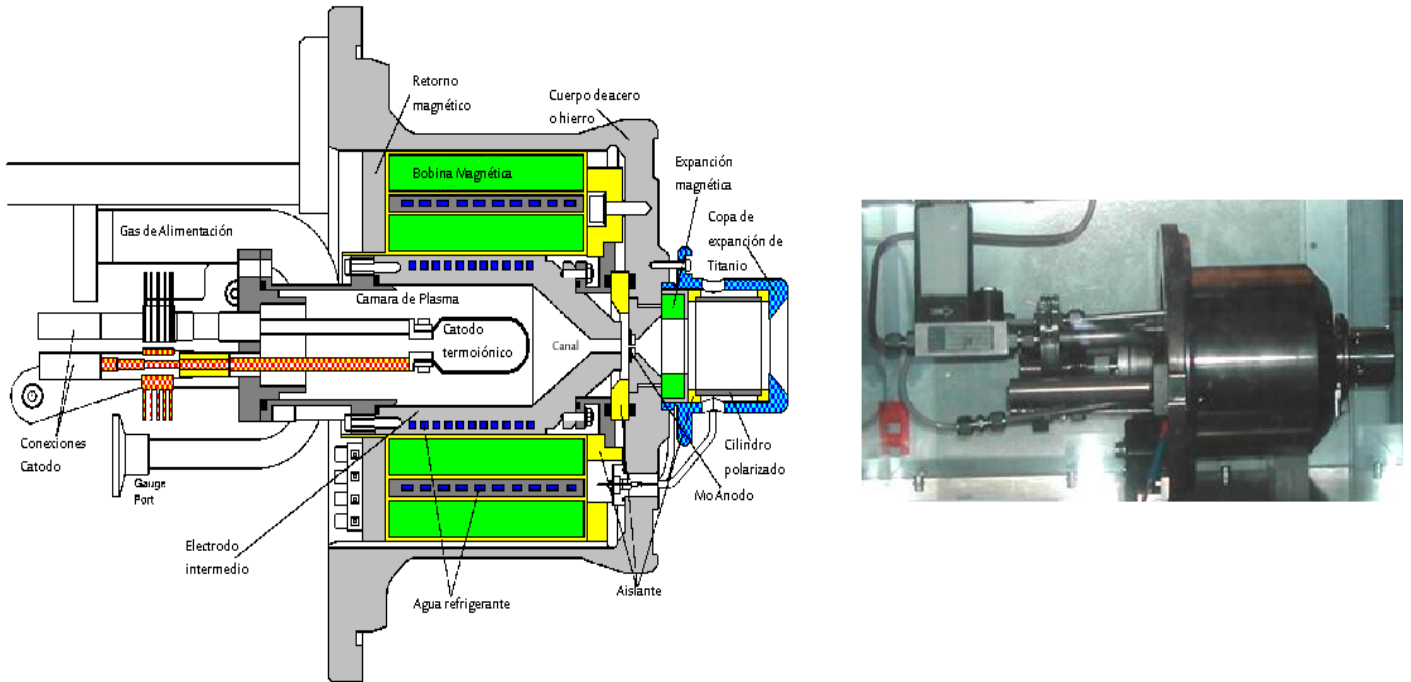 Retorno
magnético
Cuerpo de acero
o hierro
Bobina Magnética
Expanción
magnética
Copa de
expanción de
Titanio
Gas de Alimentación
Camara de Plasma
Catodo
termoiónico
Canal
Conexiones
Catodo
Gauge
Port
Cilindro
polarizado
Mo Anodo
Electrodo
intermedio
Agua refrigerante
Aislante